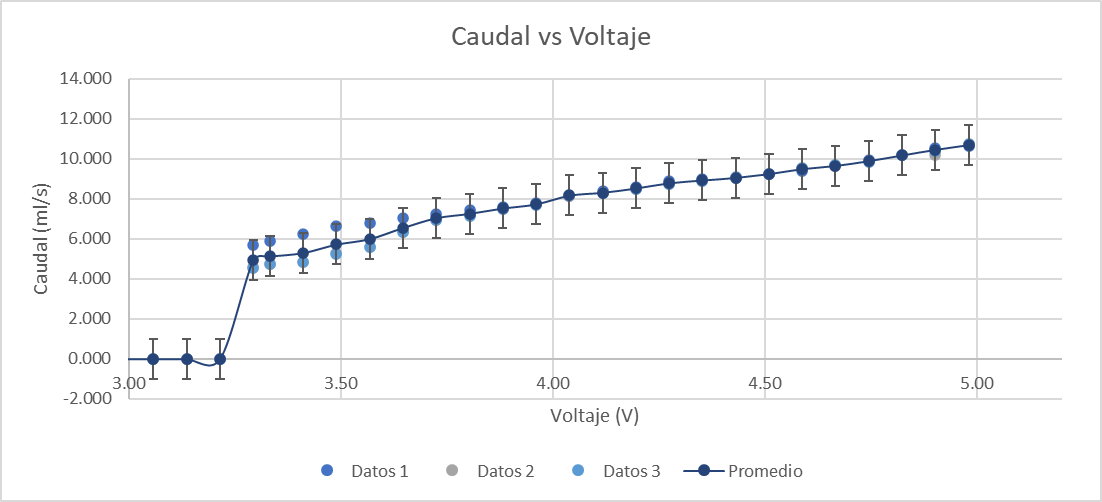 Caudal vs Voltaje
14.000
12.000
10.000
8.000
6.000
4.000
2.000
0.000
-2.000
Caudal (ml/s)
3.00 3.50 4.00 4.50 5.00
Voltaje (V)
Datos 1 Datos 2 Datos 3 Promedio